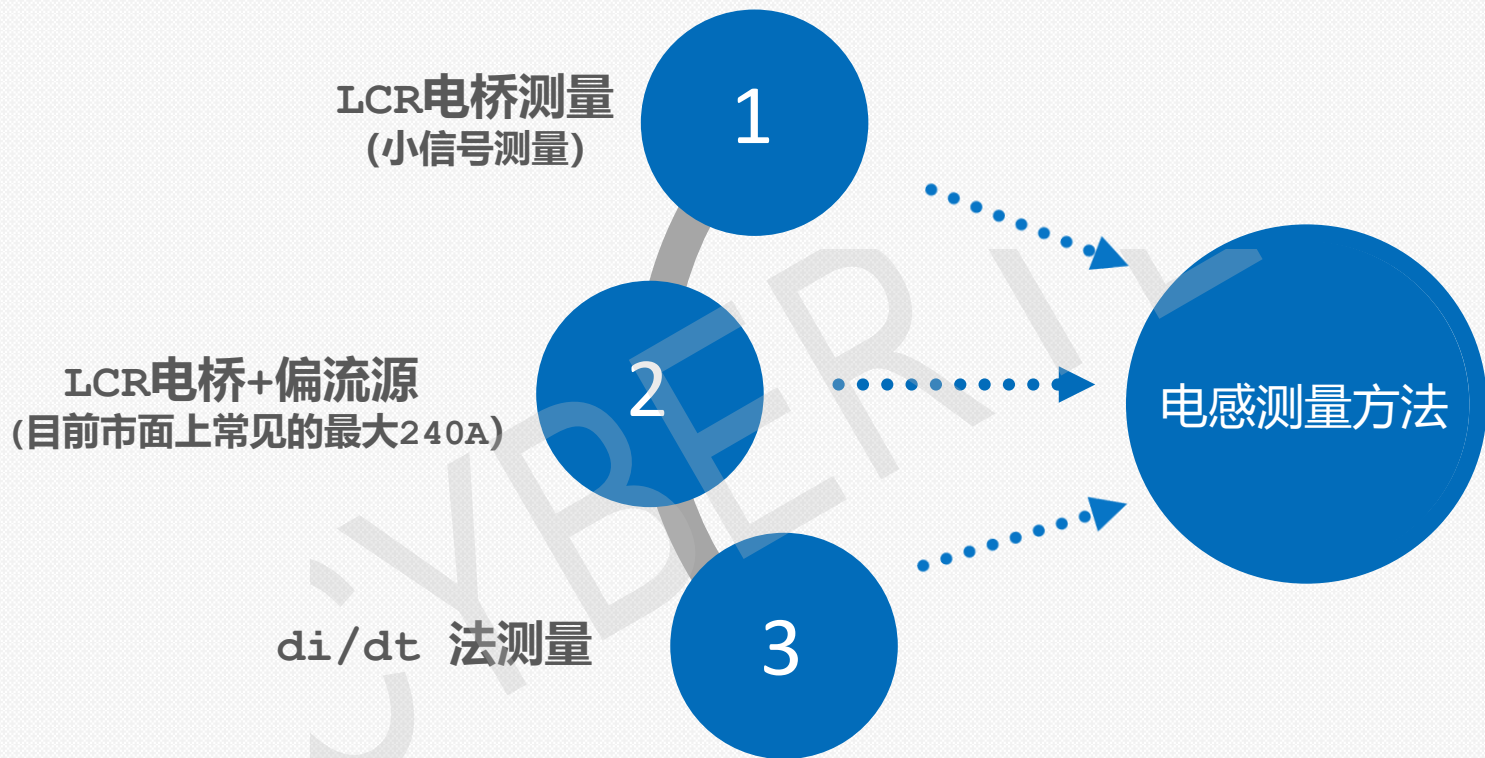 LCR电桥测量
(小信号测量)
1
LCR电桥+偏流源
(目前市面上常见的最大240A)
2
di/dt 法测量
3
电感测量方法